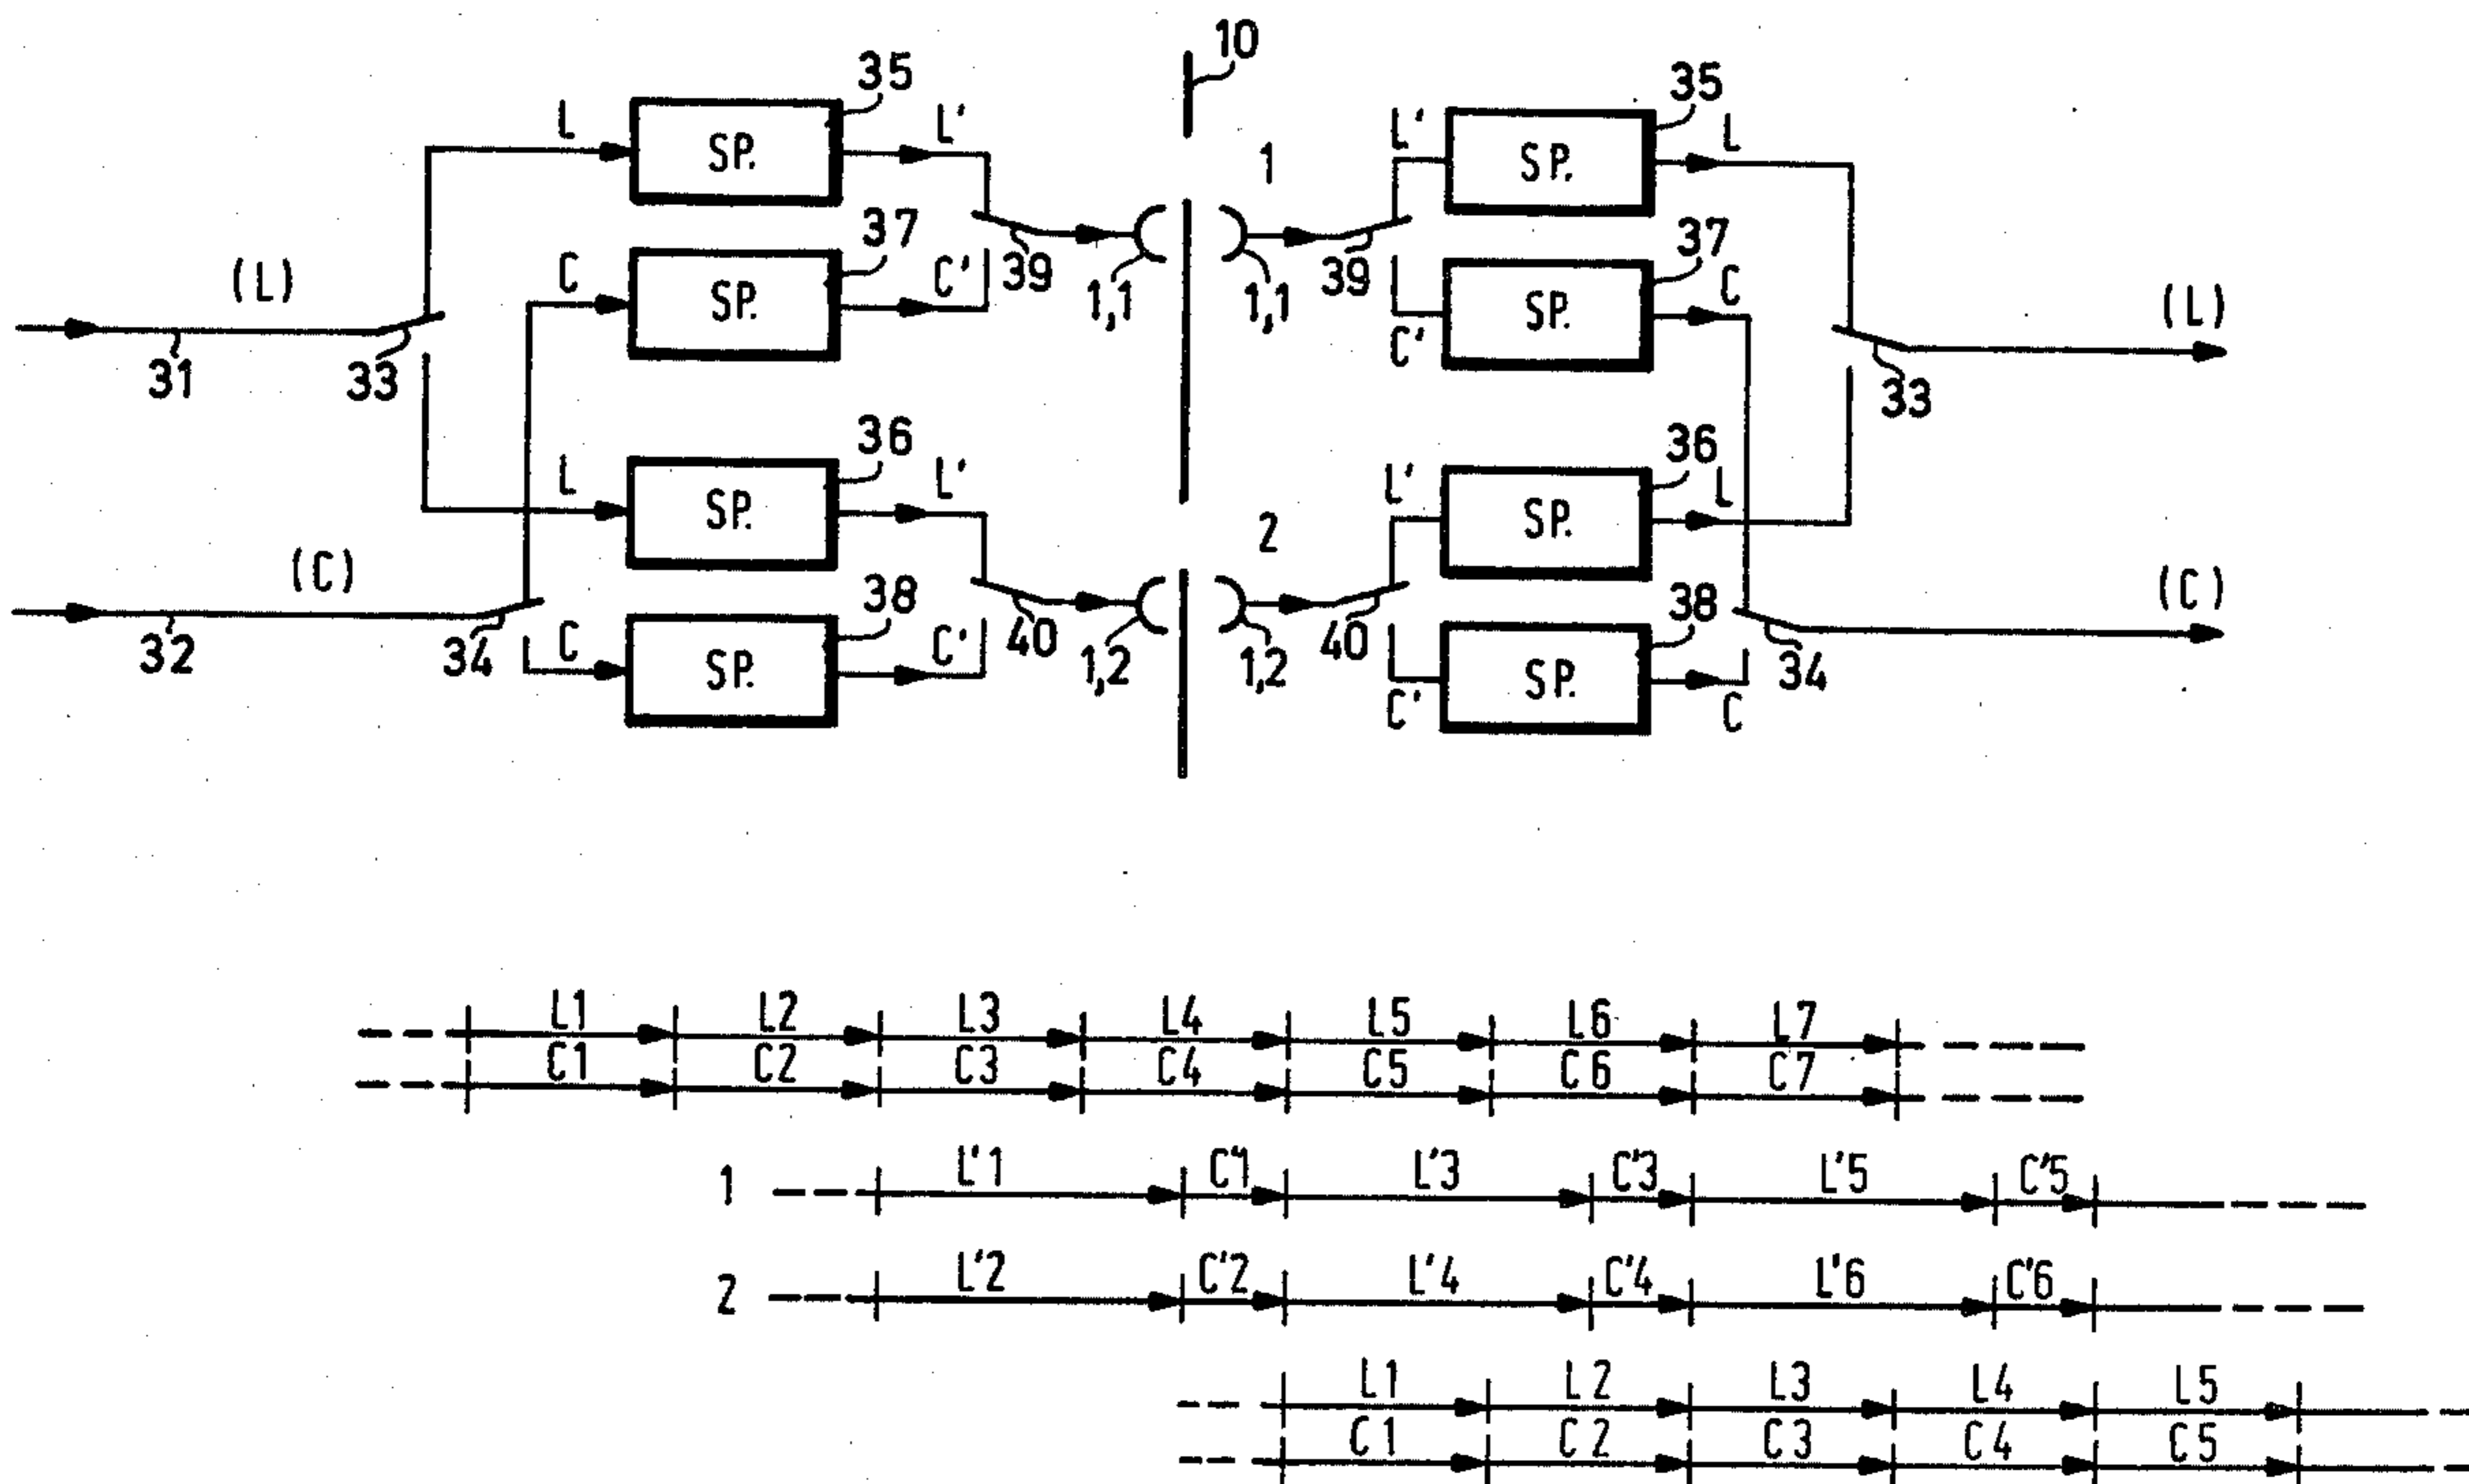 10
35 35
L SP. L' L' SP. L
1
37 37
(L) C SP. C' 39 1,1 1,1 39 C' SP. C (L)
31 33 33
36 36
L SP. L' L' SP. L
2
(C) 38 38 (C)
32 34 C SP. C' 40 1,2 1,2 40 C' SP. C 34
L1 L2 L3 L4 L5 L6 L7
C1 C2 C3 C4 C5 C6 C7
1 L'1 C'1 L'3 C'3 L'5 C'5
2 L'2 C'2 L'4 C'4 L'6 C'6
L1 L2 L3 L4 L5
C1 C2 C3 C4 C5